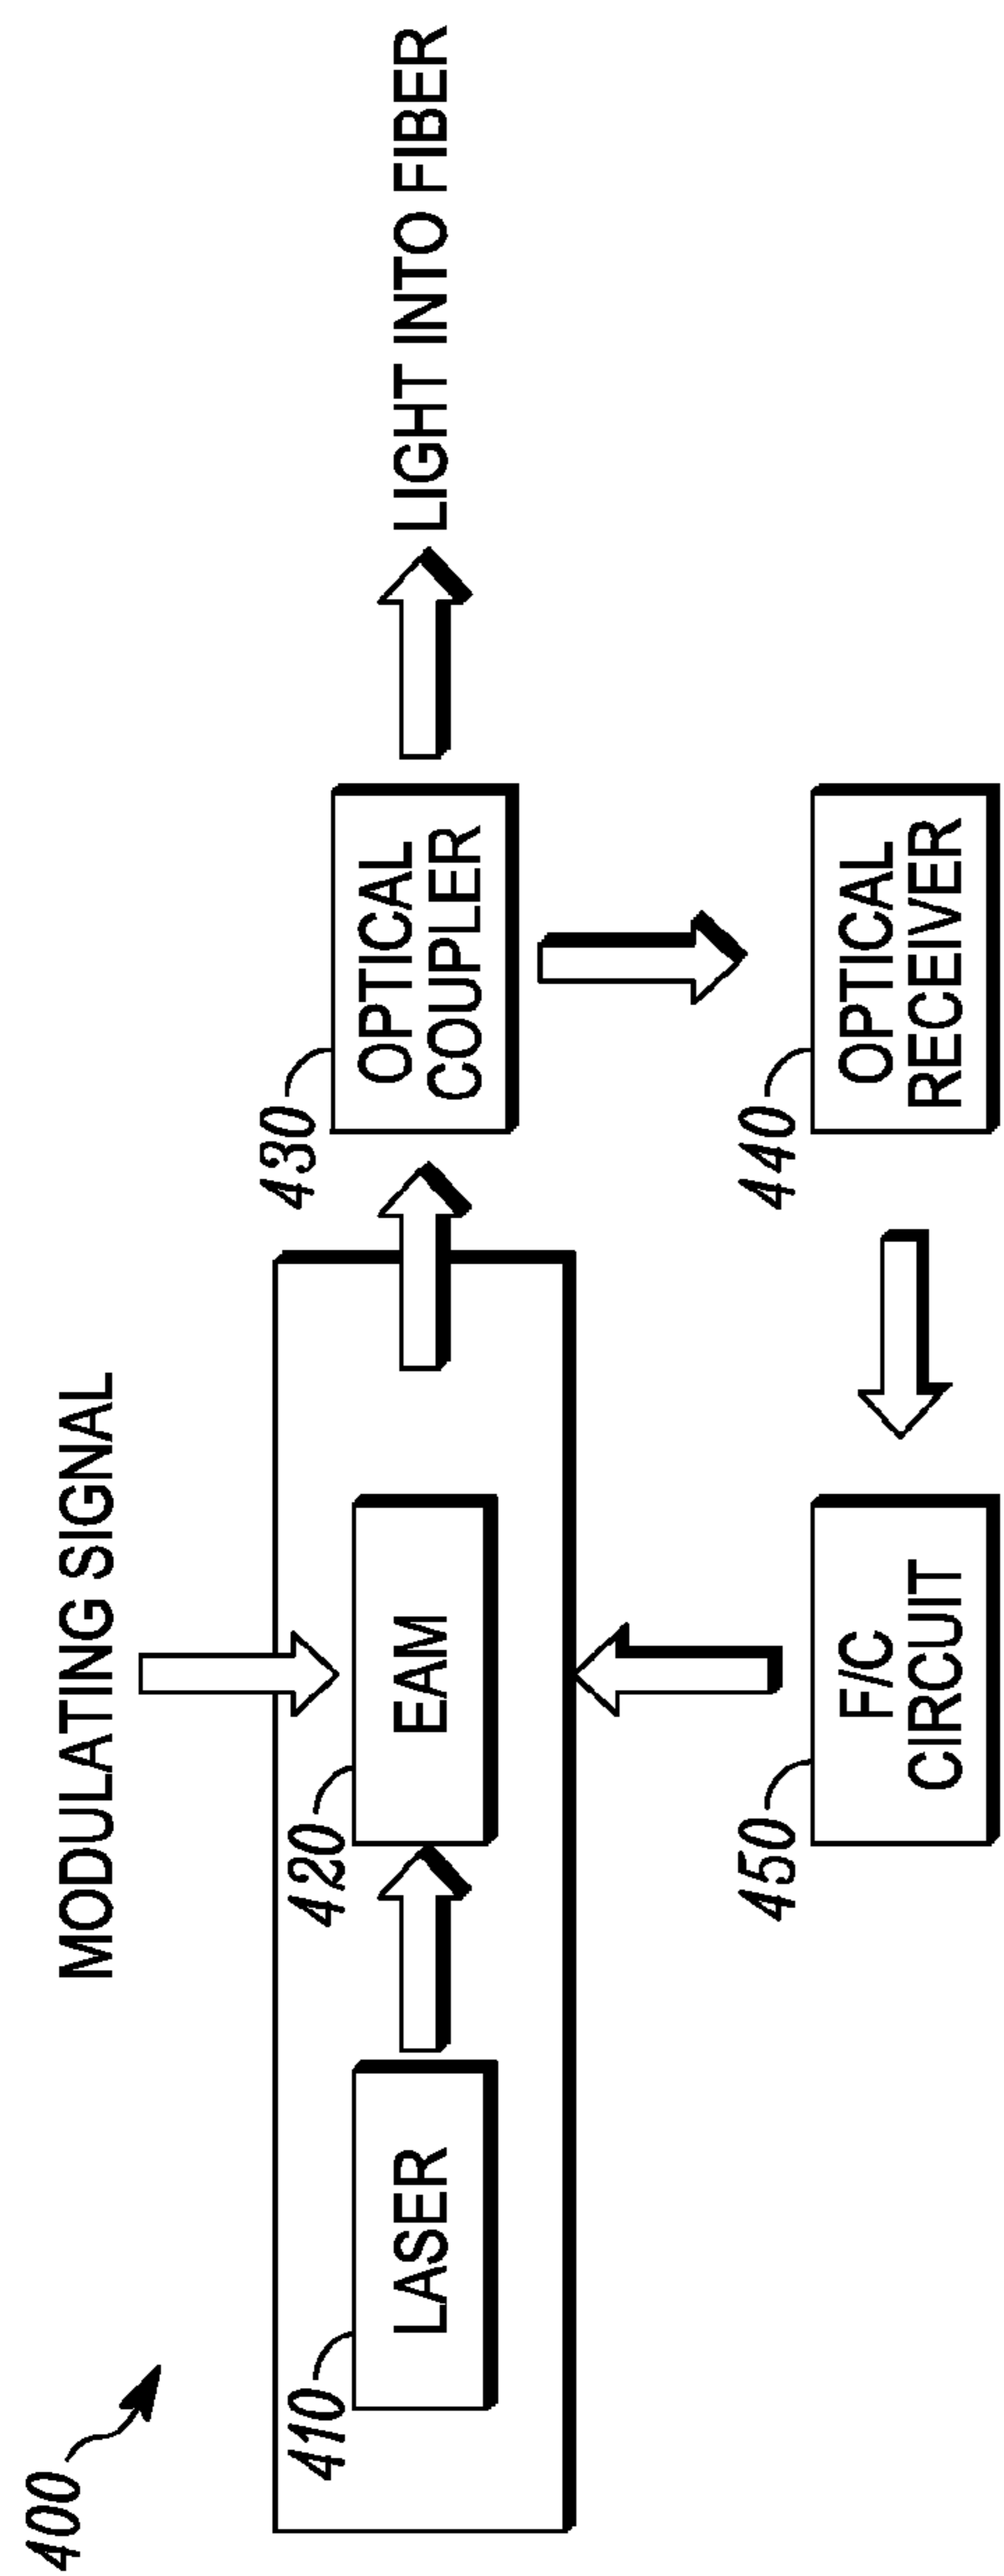 400
MODULATING SIGNAL
410
LASER
420
EAM
430
OPTICAL
COUPLER
LIGHT INTO FIBER
450
F/C
CIRCUIT
440
OPTICAL
RECEIVER